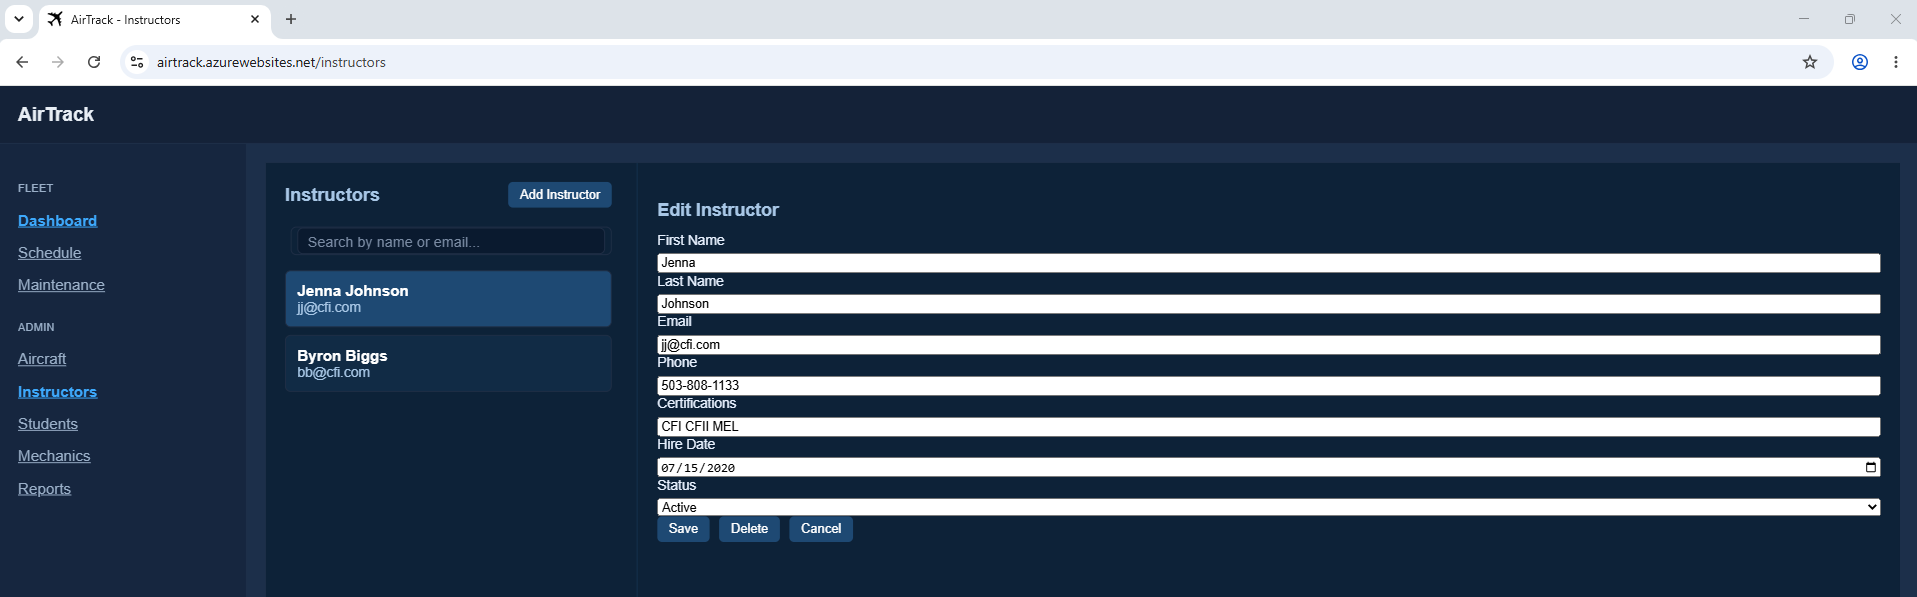 AirTrack - Instructors
airtrack.azurewebsites.net/instructors
AirTrack
FLEET
Dashboard
Schedule
Maintenance
ADMIN
Aircraft
Instructors
Students
Mechanics
Reports
Instructors
Add Instructor
Search by name or email...
Jenna Johnson
jj@cfi.com
Byron Biggs
bb@cfi.com
Edit Instructor
First Name
Jenna
Last Name
Johnson
Email
jj@cfi.com
Phone
503-808-1133
Certifications
CFI CFII MEL
Hire Date
07/15/2020
Status
Active
Save Delete Cancel